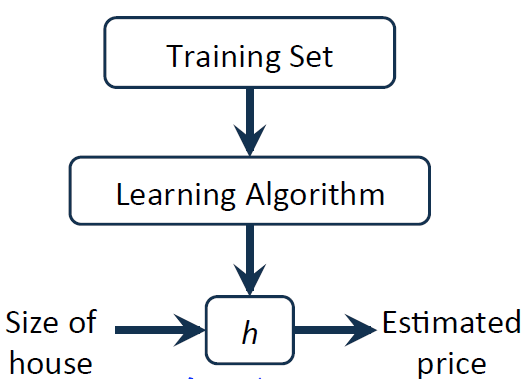 Training Set
Learning Algorithm
Size of
house
h
Estimated
price